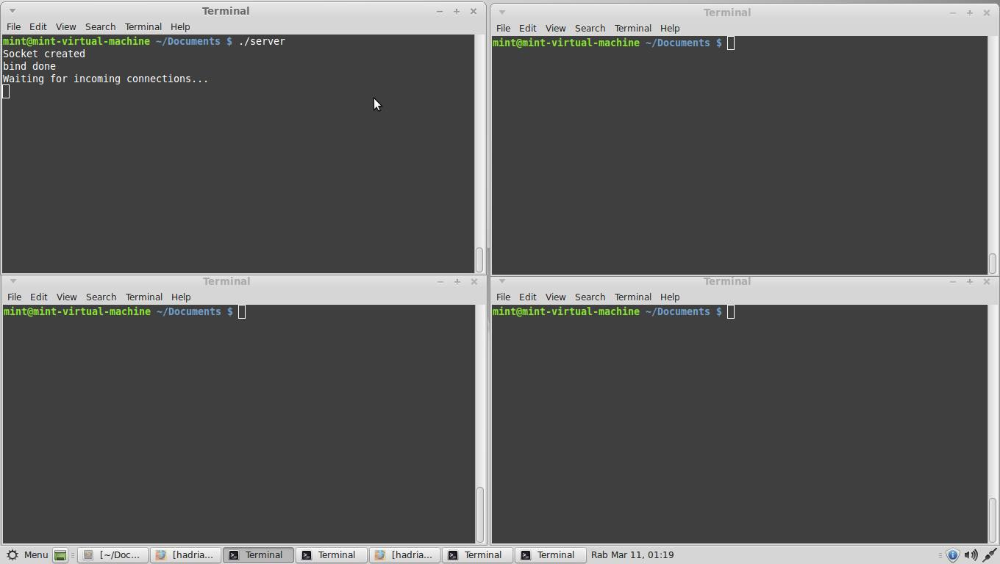 Terminal
File Edit View Search Terminal Help
mint@mint-virtual-machine ~/Documents $ ./server
Socket created
bind done
Waiting for incoming connections...
Terminal
File Edit View Search Terminal Help
mint@mint-virtual-machine ~/Documents $
Terminal
File Edit View Search Terminal Help
mint@mint-virtual-machine ~/Documents $
Terminal
File Edit View Search Terminal Help
mint@mint-virtual-machine ~/Documents $
Menu [~/Doc... [hadria... Terminal Terminal [hadria... Terminal Terminal Rab Mar 11, 01:19